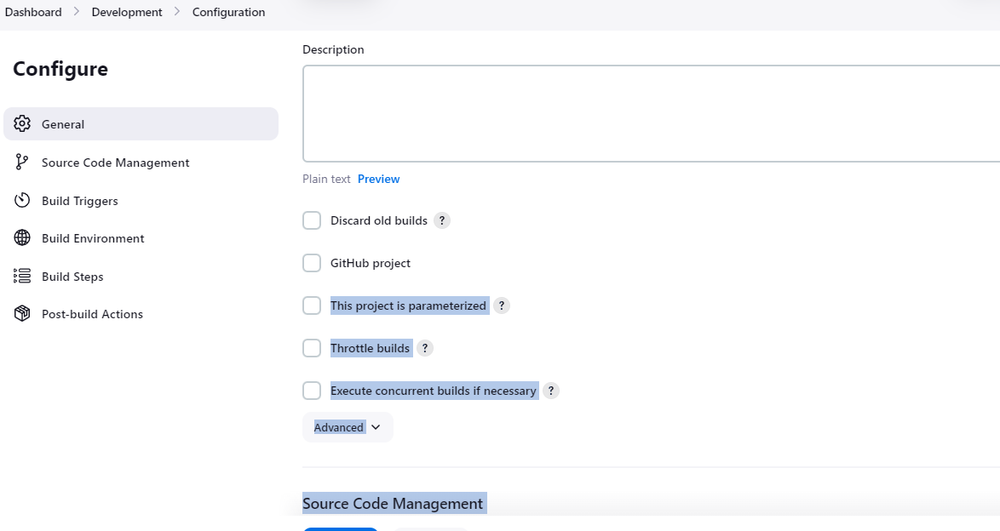 Dashboard > Development > Configuration
Configure
General
Source Code Management
Build Triggers
Build Environment
Build Steps
Post-build Actions
Description
Plain text Preview
Discard old builds ?
GitHub project
This project is parameterized ?
Throttle builds ?
Execute concurrent builds if necessary ?
Advanced
Source Code Management